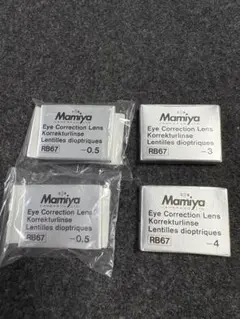 Mamiya
Eye Correction Lens
Korrekturlinse
Lentilles dioptriques
RB67 -0.5
Mamiya
Eye Correction Lens
Korrekturlinse
Lentilles dioptriques
RB67 -3
Mamiya
Eye Correction Lens
Korrekturlinse
Lentilles dioptriques
RB67 -0.5
Mamiya
Eye Correction Lens
Korrekturlinse
Lentilles dioptriques
RB67 -4